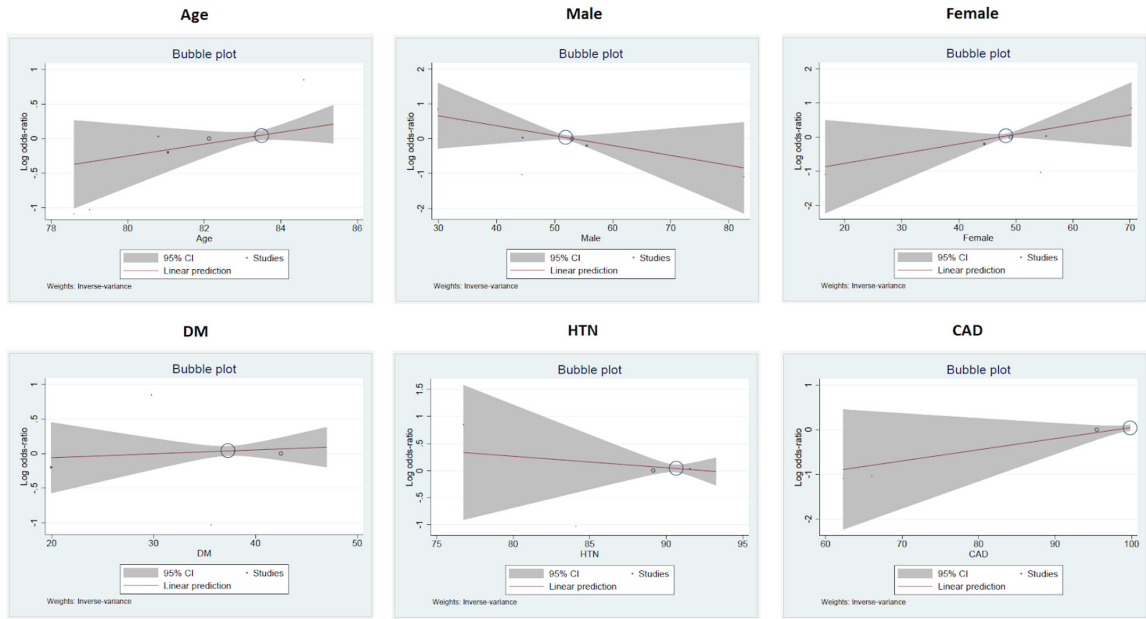 Age
Bubble plot
Log odds-ratio
1
.5
0
-.5
-1
78 80 82 84 86
Age
95% CI • Studies
Linear prediction
Weights: Inverse-variance
Male
Bubble plot
Log odds-ratio
2
1
0
-1
-2
30 40 50 60 70 80
Male
95% CI • Studies
Linear prediction
Weights: Inverse-variance
Female
Bubble plot
Log odds-ratio
2
1
0
-1
-2
20 30 40 50 60 70
Female
95% CI • Studies
Linear prediction
Weights: Inverse-variance
DM
Bubble plot
Log odds-ratio
1
.5
0
-.5
-1
20 30 40 50
DM
95% CI • Studies
Linear prediction
Weights: Inverse-variance
HTN
Bubble plot
Log odds-ratio
1.5
1
.5
0
-.5
-1
75 80 85 90 95
HTN
95% CI • Studies
Linear prediction
Weights: Inverse-variance
CAD
Bubble plot
Log odds-ratio
1
0
-1
-2
60 70 80 90 100
CAD
95% CI • Studies
Linear prediction
Weights: Inverse-variance